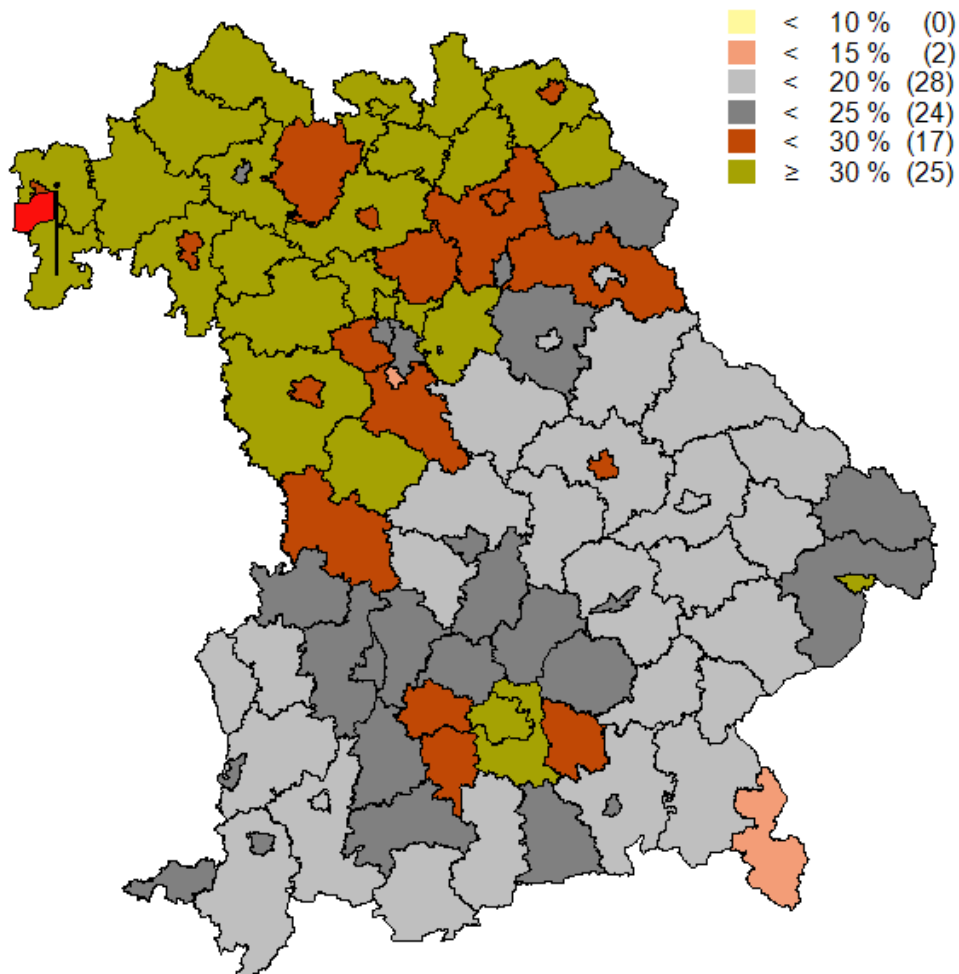 < 10 % (0)
< 15 % (2)
< 20 % (28)
< 25 % (24)
< 30 % (17)
≥ 30 % (25)